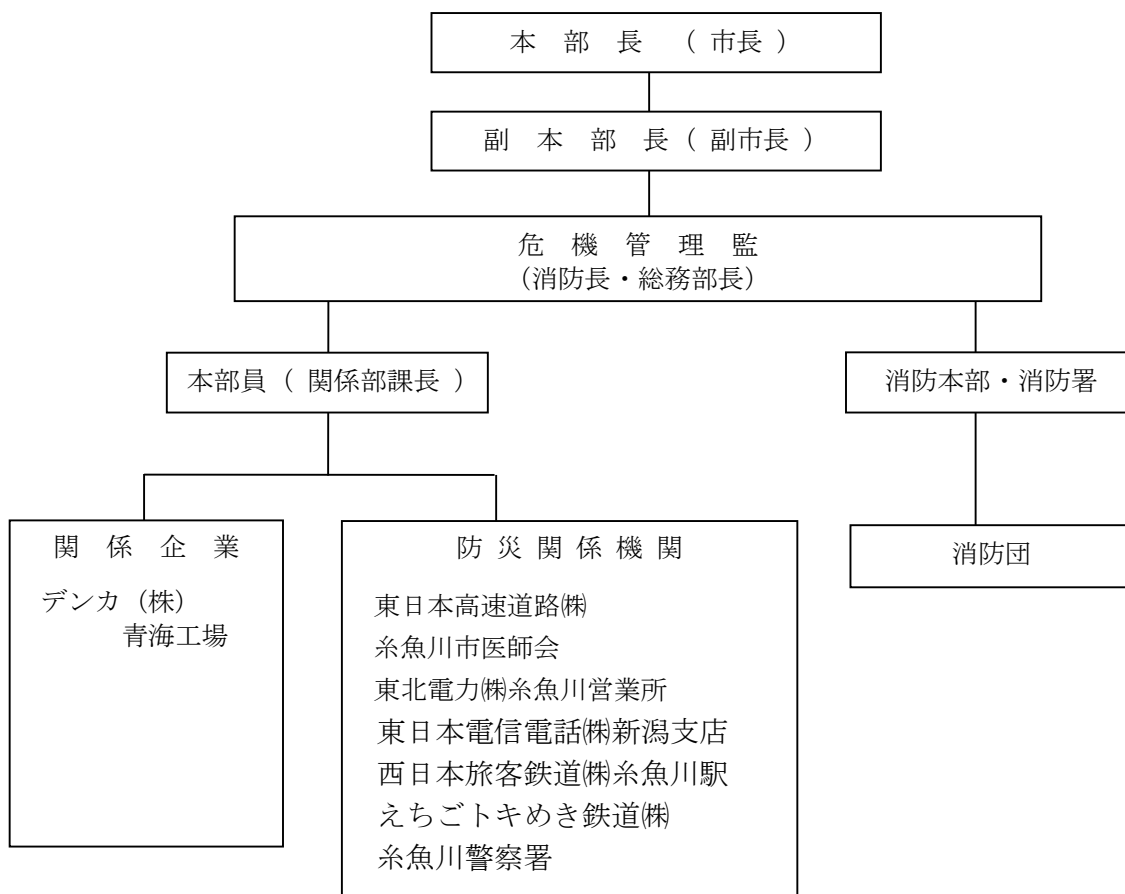 本 部 長 （ 市長 ）
副 本 部 長（ 副市長 ）
危 機 管 理 監
（消防長・総務部長）
本部員（ 関係部課長 ）
消防本部・消防署
関 係 企 業
デンカ（株）
青海工場
防 災 関 係 機 関
東日本高速道路㈱
糸魚川市医師会
東北電力㈱糸魚川営業所
東日本電信電話㈱新潟支店
西日本旅客鉄道㈱糸魚川駅
えちごトキめき鉄道㈱
糸魚川警察署
消防団